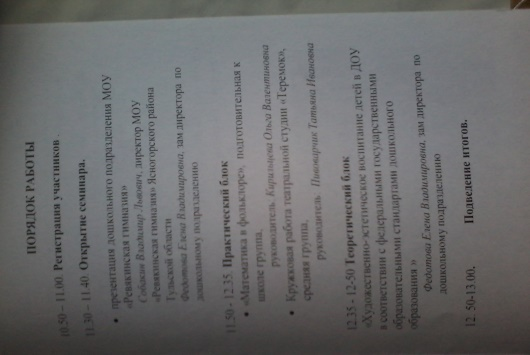 ПОРЯДОК РАБОТЫ
10.50 – 11.00. Регистрация участников .
11.30 – 11.40. Открытие семинара.
• презентация дошкольного подразделения МОУ
«Ревякинская гимназия»
Владимир Львович, директор МОУ
«Ревякинская гимназия» Ясногорского района
Тульской области
Федотова Елена Владимировна, зам директора по
дошкольному подразделению
11.50 – 12.35. Практический блок
• «Математика в фольклоре», подготовительная к
школе группа,
руководитель Ольга Валентиновна
• Кружковая работа театральной студии «Теремок»,
средняя группа,
руководитель Пивоварчик Татьяна Ивановна
12.35 - 12-50 Теоретический блок
«Художественно-эстетическое воспитание детей в ДОУ
в соответствии с федеральными государственными
образовательными стандартами дошкольного
образования »
Федотова Елена Владимировна, зам директора по
дошкольному подразделению
12. 50-13.00. Подведение итогов.